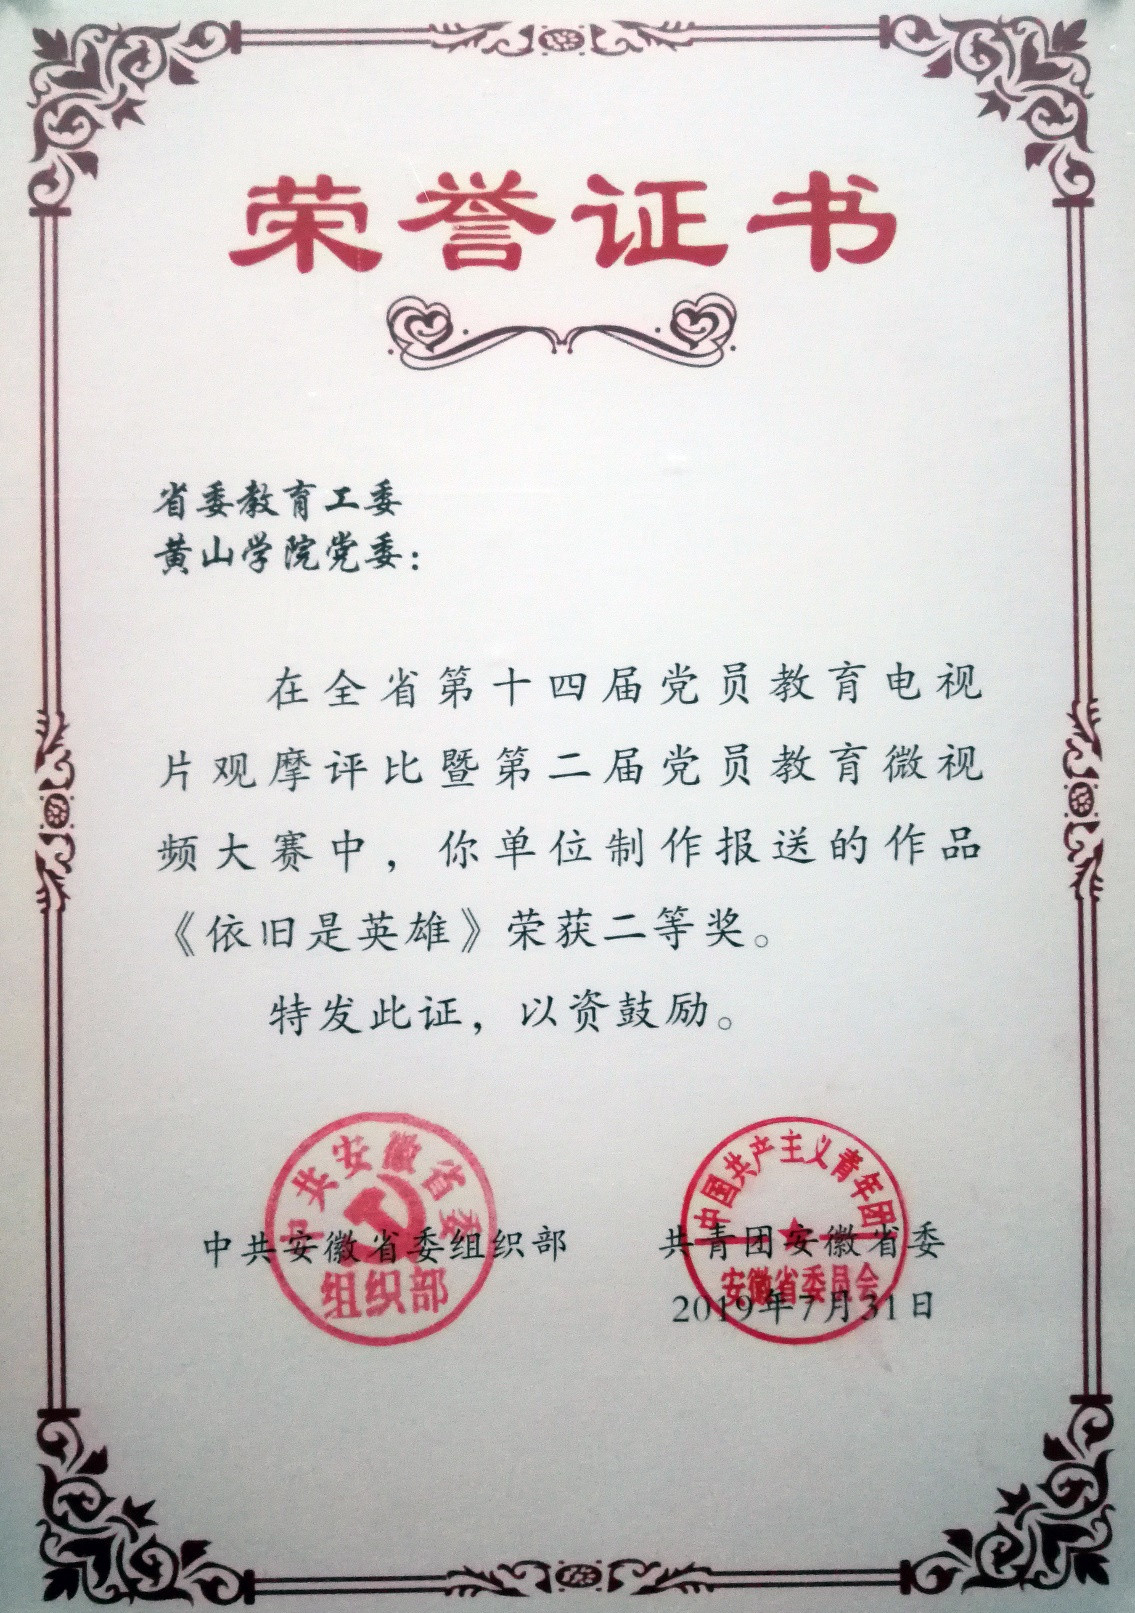 荣誉证书
省委教育工委
黄山学院党委：
在全省第十四届党员教育电视
片观摩评比暨第二届党员教育微视
频大赛中，你单位制作报送的作品
《依旧是英雄》荣获二等奖。
特发此证，以资鼓励。
中共安徽省委组织部
共青团安徽省委
2019年7月31日
中共安徽省委
组织部
中国共产主义青年团
安徽省委员会